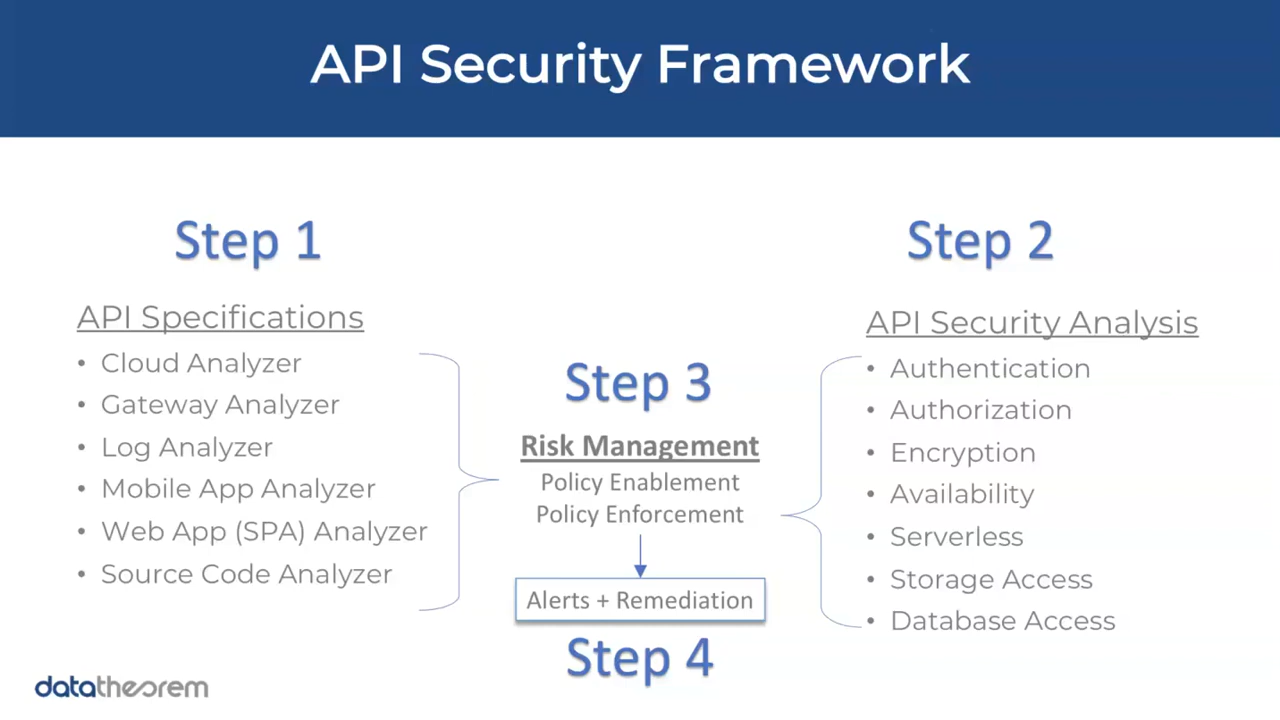 API Security Framework
Step 1
API Specifications
• Cloud Analyzer
• Gateway Analyzer
• Log Analyzer
• Mobile App Analyzer
• Web App (SPA) Analyzer
• Source Code Analyzer
Step 2
API Security Analysis
• Authentication
• Authorization
• Encryption
• Availability
• Serverless
• Storage Access
• Database Access
Step 3
Risk Management
Policy Enablement
Policy Enforcement
Alerts + Remediation
Step 4
datatheorem